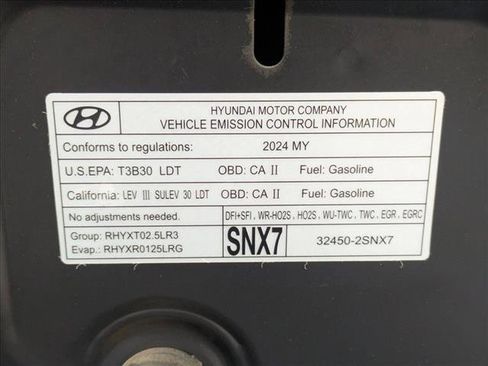 HYUNDAI MOTOR COMPANY
VEHICLE EMISSION CONTROL INFORMATION
Conforms to regulations: 2024 MY
U.S.EPA: T3B30 LDT OBD: CA II Fuel: Gasoline
California: LEV III SULEV 30 LDT OBD: CA II Fuel: Gasoline
No adjustments needed. DFI+SFI, WR-HO2S, HO2S, WU-TWC, TWC, EGR, EGRC
Group: RHYXT02.5LR3
Evap.: RHYXR0125LRG
SNX7 32450-2SNX7